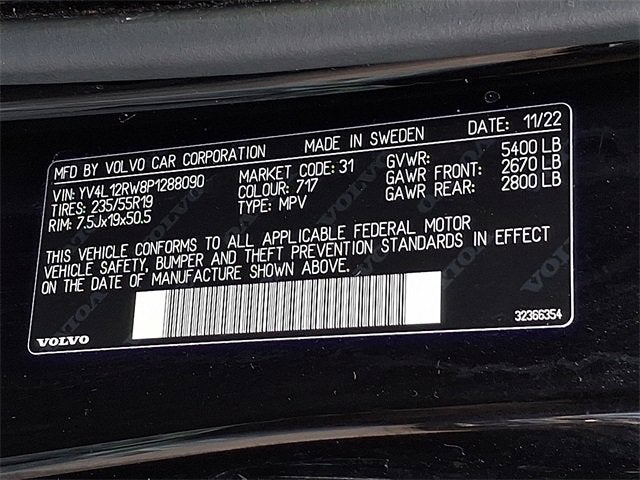 MFD BY VOLVO CAR CORPORATION MADE IN SWEDEN DATE: 11/22
VIN: YV4L12RW8P1288090 MARKET CODE: 31 GVWR: 5400 LB
TIRES: 235/55R19 COLOUR: 717 GAWR FRONT: 2670 LB
RIM: 7.5Jx19x50.5 TYPE: MPV GAWR REAR: 2800 LB
THIS VEHICLE CONFORMS TO ALL APPLICABLE FEDERAL MOTOR
VEHICLE SAFETY, BUMPER AND THEFT PREVENTION STANDARDS IN EFFECT
ON THE DATE OF MANUFACTURE SHOWN ABOVE.
VOLVO 32366354